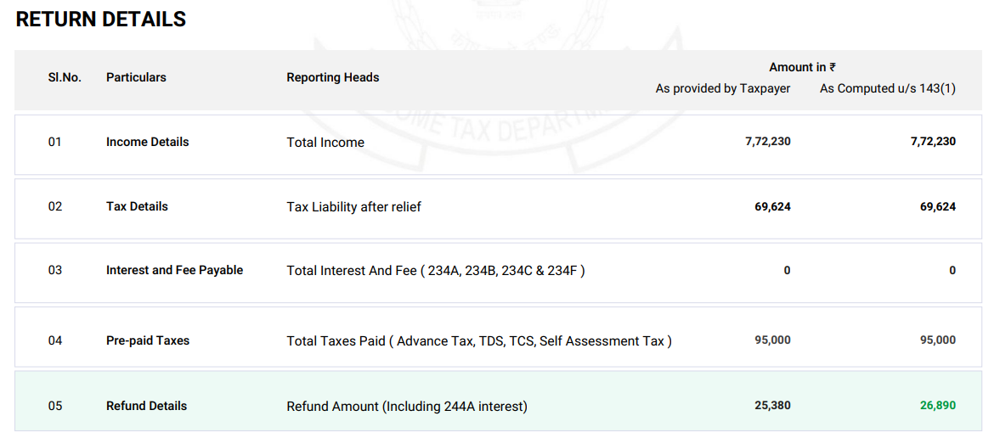 RETURN DETAILS
Sl.No. Particulars Reporting Heads Amount in ₹
As provided by Taxpayer As Computed u/s 143(1)
01 Income Details Total Income 7,72,230 7,72,230
02 Tax Details Tax Liability after relief 69,624 69,624
03 Interest and Fee Payable Total Interest And Fee ( 234A, 234B, 234C & 234F ) 0 0
04 Pre-paid Taxes Total Taxes Paid ( Advance Tax, TDS, TCS, Self Assessment Tax ) 95,000 95,000
05 Refund Details Refund Amount (Including 244A interest) 25,380 26,890
TAX DEPARTM